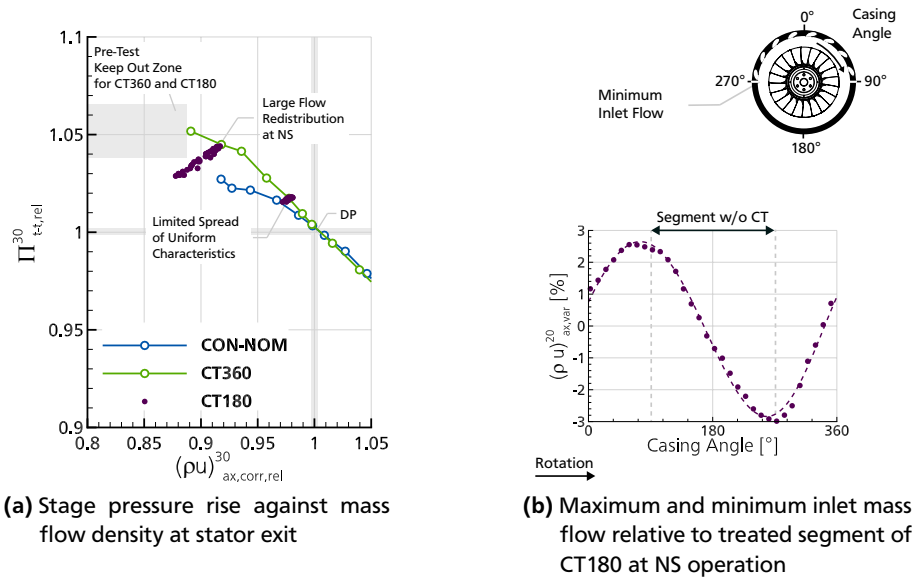 1.1
1.05
1
0.95
0.9
0.8
0.85
0.9
0.95
1
1.05
Π³⁰ t-t,rel
(ρu)³⁰ ax,corr,rel
Pre-Test
Keep Out Zone
for CT360 and CT180
Large Flow
Redistribution
at NS
Limited Spread
of Uniform
Characteristics
DP
CON-NOM
CT360
CT180
(a) Stage pressure rise against mass
flow density at stator exit
0°
Casing
Angle
270°
90°
Minimum
Inlet Flow
180°
Segment w/o CT
3
2
1
0
-1
-2
-3
(ρ u)²⁰ ax,var [%]
0
180
360
Casing Angle [°]
Rotation
(b) Maximum and minimum inlet mass
flow relative to treated segment of
CT180 at NS operation